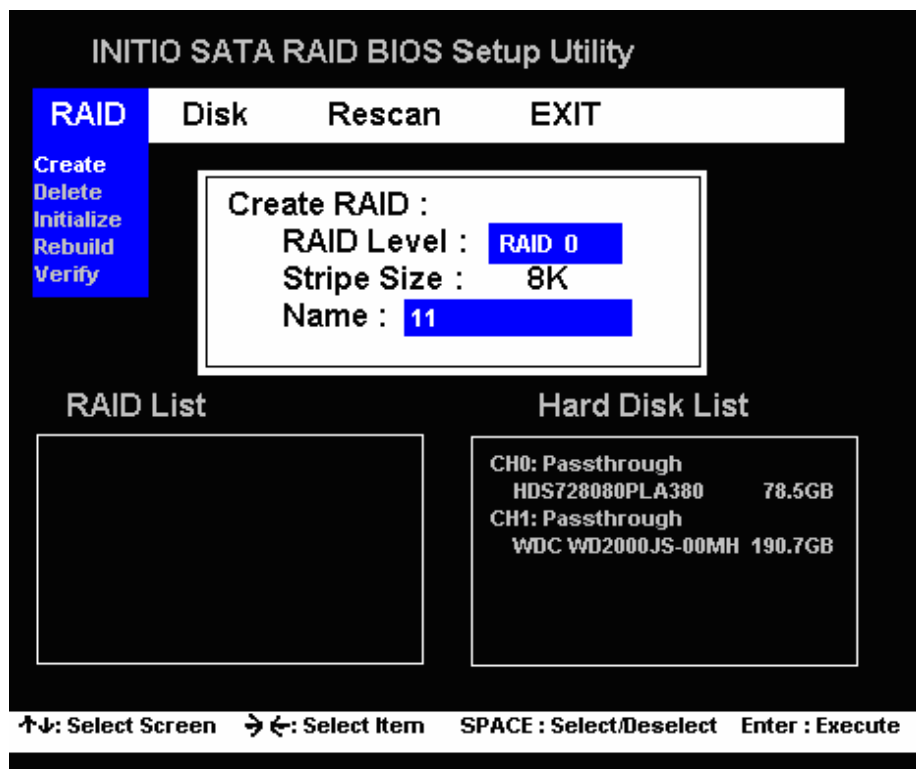 INITIO SATA RAID BIOS Setup Utility
RAID Disk Rescan EXIT
Create
Delete
Initialize
Rebuild
Verify
Create RAID :
RAID Level : RAID 0
Stripe Size : 8K
Name : 11
RAID List
Hard Disk List
CH0: Passthrough
HDS728080PLA380 78.5GB
CH1: Passthrough
WDC WD2000JS-00MH 190.7GB
↑↓: Select Screen →←: Select Item SPACE : Select/Deselect Enter : Execute